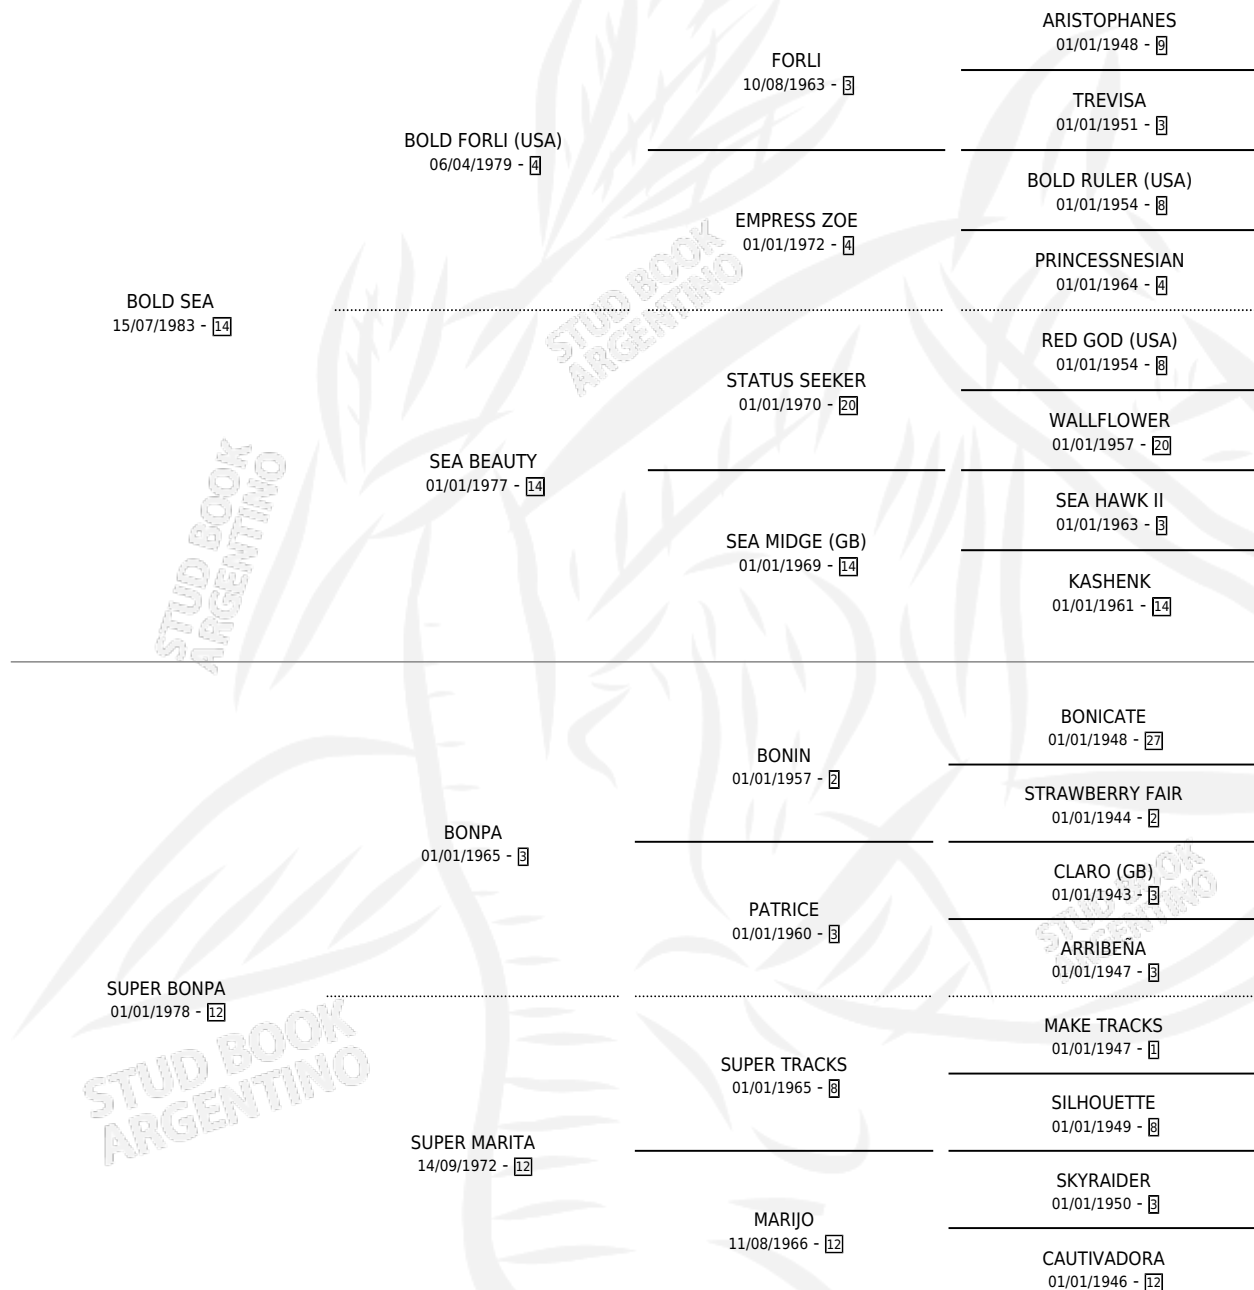 ARISTOPHANES
01/01/1948 - 9
FORLI
10/08/1963 - 3
TREVISA
01/01/1951 - 3
BOLD FORLI (USA)
06/04/1979 - 4
BOLD RULER (USA)
01/01/1954 - 8
EMPRESS ZOE
01/01/1972 - 4
PRINCESSNESIAN
01/01/1964 - 4
BOLD SEA
15/07/1983 - 14
RED GOD (USA)
01/01/1954 - 8
STATUS SEEKER
01/01/1970 - 20
WALLFLOWER
01/01/1957 - 20
SEA BEAUTY
01/01/1977 - 14
SEA HAWK II
01/01/1963 - 3
SEA MIDGE (GB)
01/01/1969 - 14
KASHENK
01/01/1961 - 14
BONICATE
01/01/1948 - 27
BONIN
01/01/1957 - 2
STRAWBERRY FAIR
01/01/1944 - 2
BONPA
01/01/1965 - 3
CLARO (GB)
01/01/1943 - 3
PATRICE
01/01/1960 - 3
ARRIBEÑA
01/01/1947 - 3
SUPER BONPA
01/01/1978 - 12
MAKE TRACKS
01/01/1947 - 1
SUPER TRACKS
01/01/1965 - 8
SILHOUETTE
01/01/1949 - 8
SUPER MARITA
14/09/1972 - 12
SKYRAIDER
01/01/1950 - 3
MARIJO
11/08/1966 - 12
CAUTIVADORA
01/01/1946 - 12
STUD BOOK
ARGENTINO
STUD BOOK
ARGENTINO
STUD BOOK
ARGENTINO
STUD BOOK
ARGENTINO